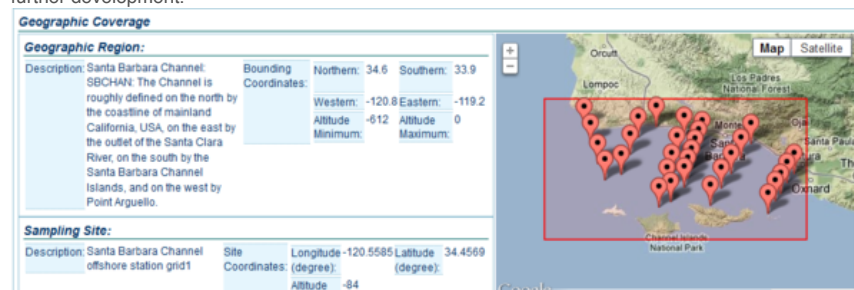 further development.
Geographic Coverage
Geographic Region:
Description: Santa Barbara Channel:
SBCHAN: The Channel is
roughly defined on the north by
the coastline of mainland
California, USA, on the east by
the outlet of the Santa Clara
River, on the south by the
Santa Barbara Channel
Islands, and on the west by
Point Arguello.
Bounding
Coordinates:
Northern: 34.6 Southern: 33.9
Western: -120.8 Eastern: -119.2
Altitude
Minimum: -612 Altitude
Maximum: 0
Sampling Site:
Description: Santa Barbara Channel
offshore station grid1
Site
Coordinates:
Longitude
(degree): -120.5585 Latitude
(degree): 34.4569
Altitude -84
+
-
Map Satellite
Orcutt
Lompoc
Los Padres
National Forest
Oxnard
Santa Paula
Channel Islands
National Park